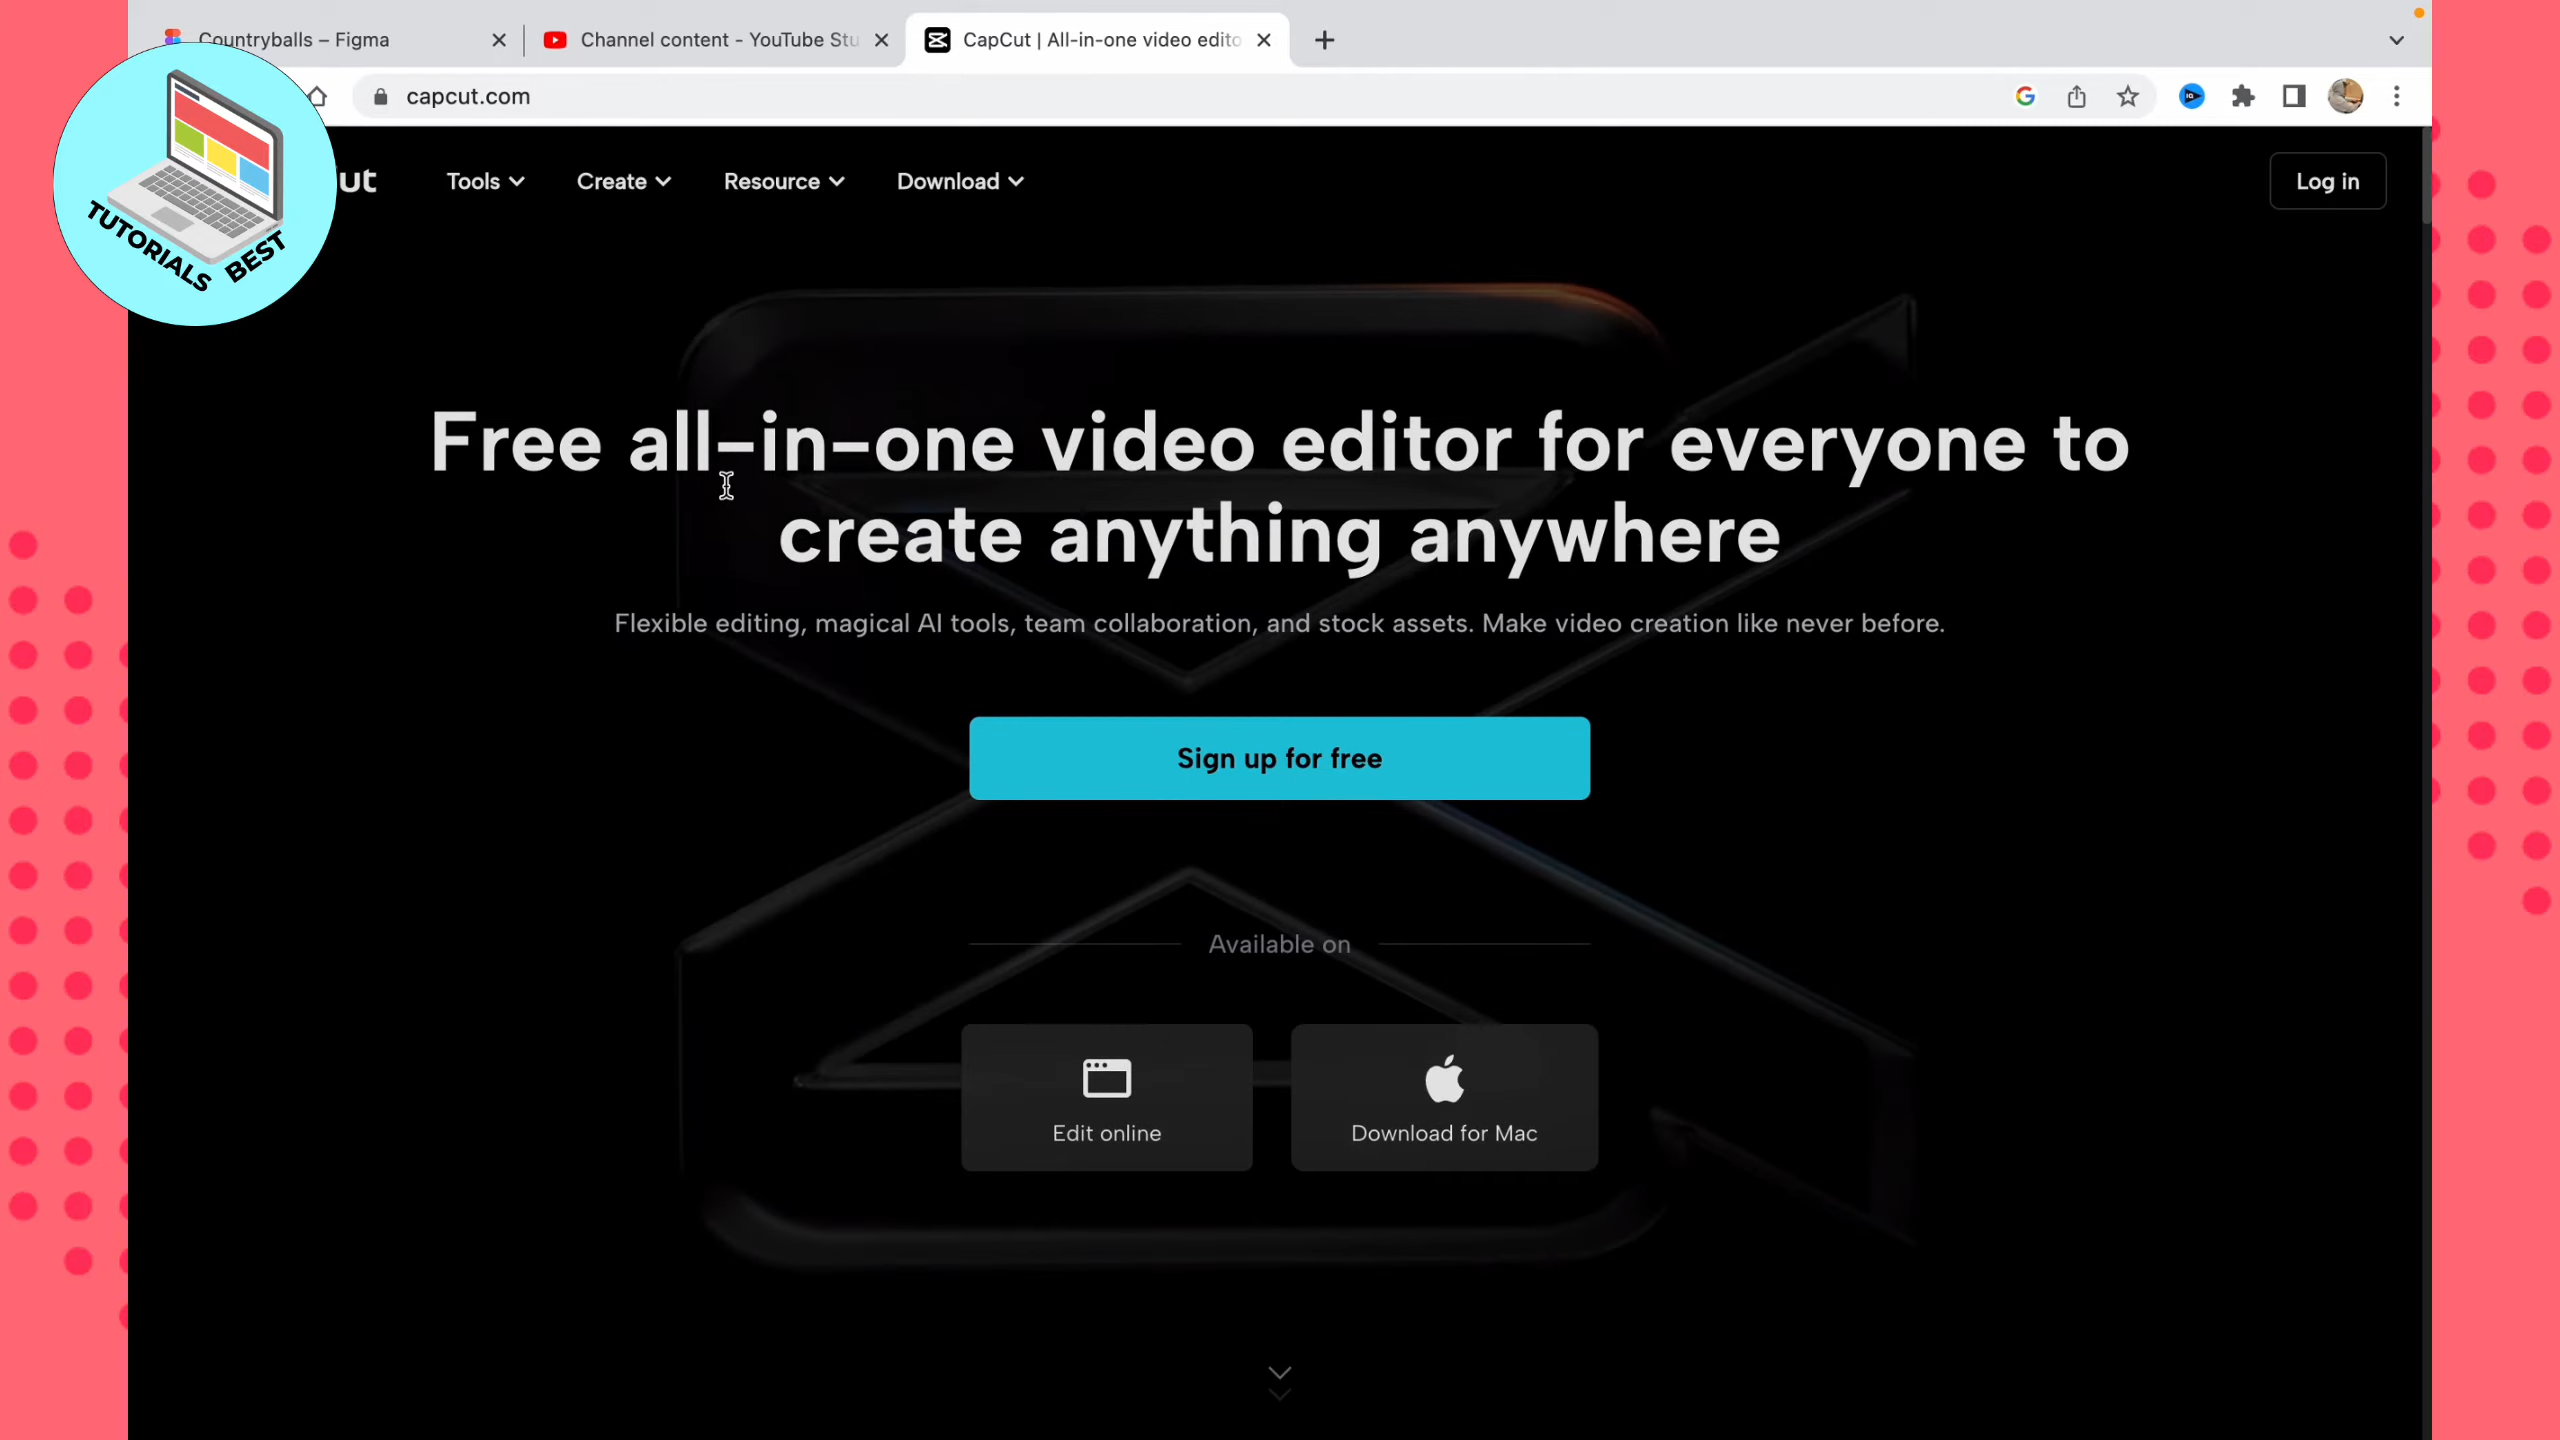 Countryballs – Figma
Channel content - YouTube Stu
CapCut | All-in-one video edito
capcut.com
TUTORIALS BEST
ut
Tools
Create
Resource
Download
Log in
Free all-in-one video editor for everyone to
create anything anywhere
Flexible editing, magical AI tools, team collaboration, and stock assets. Make video creation like never before.
Sign up for free
Available on
Edit online
Download for Mac